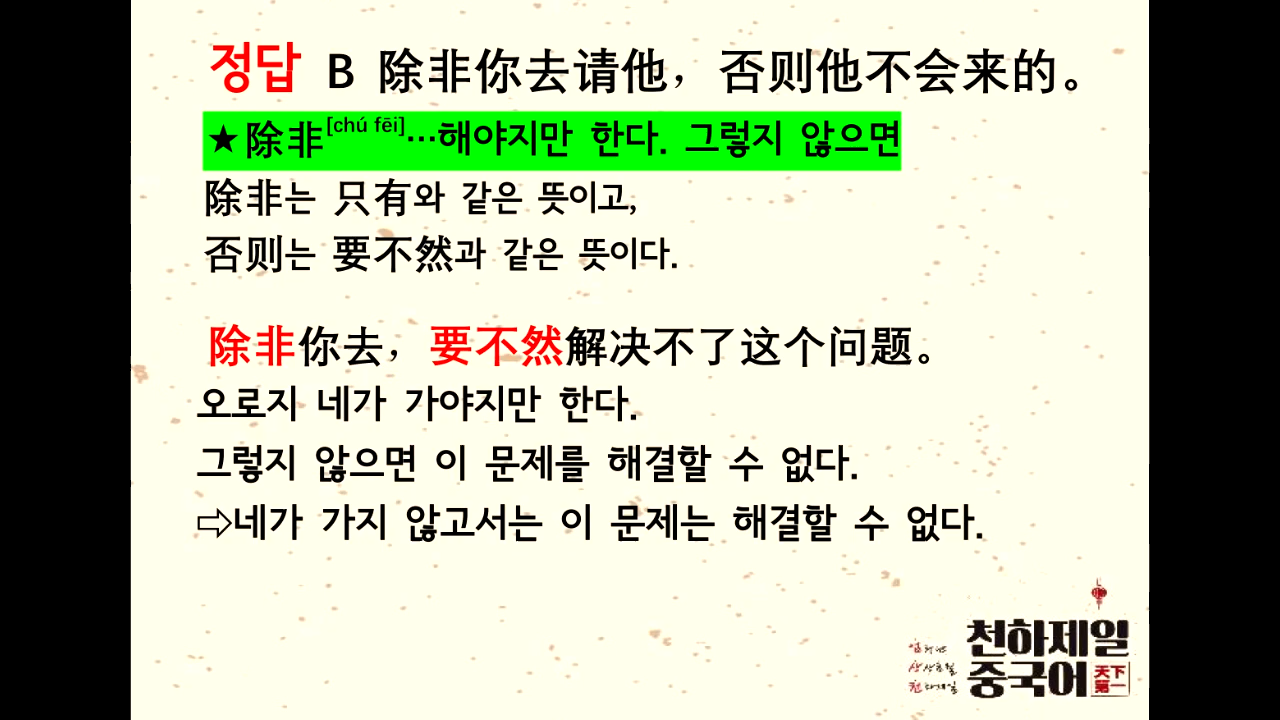 정답 B 除非你去请他，否则他不会来的。
★除非[chú fēi]…해야지만 한다. 그렇지 않으면
除非는 只有와 같은 뜻이고,
否则는 要不然과 같은 뜻이다.
除非你去，要不然解决不了这个问题。
오로지 네가 가야지만 한다.
그렇지 않으면 이 문제를 해결할 수 없다.
⇨네가 가지 않고서는 이 문제는 해결할 수 없다.
천하제일
중국어 天下第一